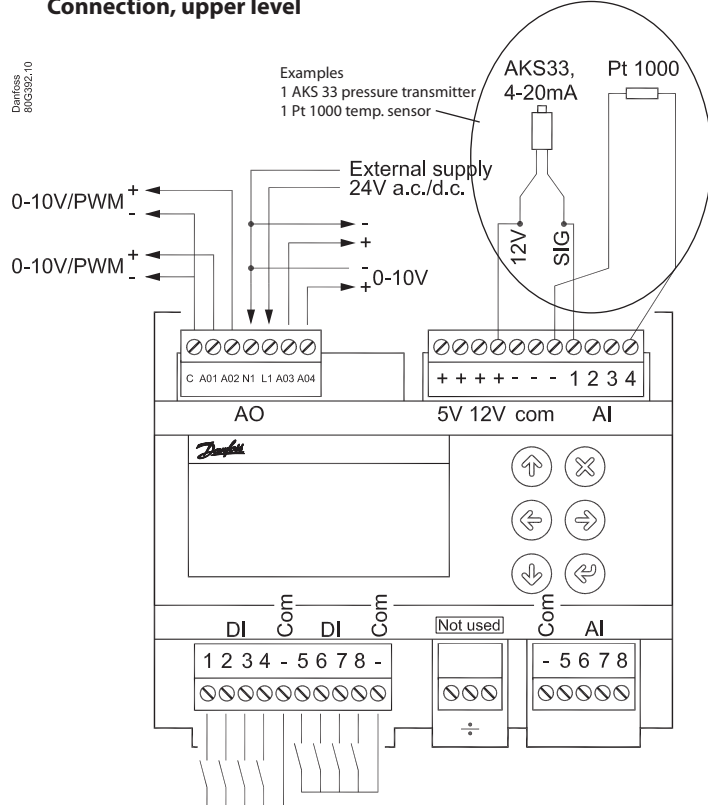 Connection, upper level
Danfoss
80G392.10
Examples
1 AKS 33 pressure transmitter
1 Pt 1000 temp. sensor
AKS33,
4-20mA
Pt 1000
External supply
24V a.c./d.c.
0-10V/PWM + -
0-10V/PWM + -
- +
- + 0-10V
12V
SIG
C A01 A02 N1 L1 A03 A04
+ + + + - - - 1 2 3 4
AO
5V 12V com AI
Danfoss
DI Com DI Com
Not used
Com AI
1 2 3 4 - 5 6 7 8 -
- 5 6 7 8
÷